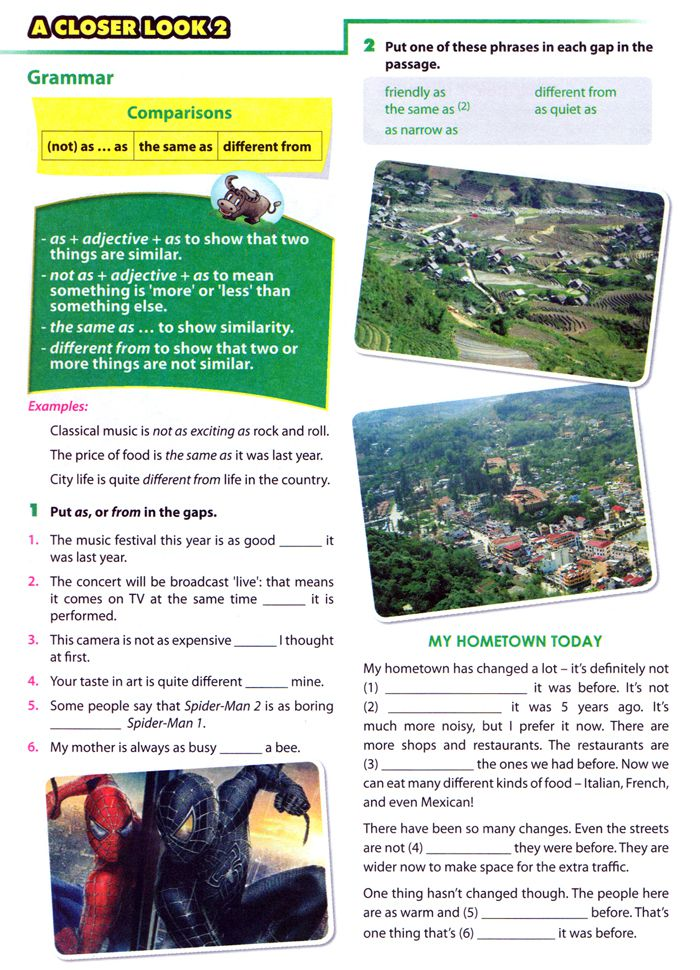 A CLOSER LOOK 2
Grammar
Comparisons
(not) as ... as the same as different from
- as + adjective + as to show that two
things are similar.
- not as + adjective + as to mean
something is 'more' or 'less' than
something else.
- the same as ... to show similarity.
- different from to show that two or
more things are not similar.
Examples:
Classical music is not as exciting as rock and roll.
The price of food is the same as it was last year.
City life is quite different from life in the country.
1 Put as, or from in the gaps.
1. The music festival this year is as good ______ it
was last year.
2. The concert will be broadcast 'live': that means
it comes on TV at the same time ______ it is
performed.
3. This camera is not as expensive ______ I thought
at first.
4. Your taste in art is quite different ______ mine.
5. Some people say that Spider-Man 2 is as boring
__________ Spider-Man 1.
6. My mother is always as busy ______ a bee.
2 Put one of these phrases in each gap in the
passage.
friendly as different from
the same as (2) as quiet as
as narrow as
MY HOMETOWN TODAY
My hometown has changed a lot – it's definitely not
(1) ____________________ it was before. It's not
(2) ________________ it was 5 years ago. It's
much more noisy, but I prefer it now. There are
more shops and restaurants. The restaurants are
(3) _________________ the ones we had before. Now we
can eat many different kinds of food – Italian, French,
and even Mexican!
There have been so many changes. Even the streets
are not (4) ____________ they were before. They are
wider now to make space for the extra traffic.
One thing hasn't changed though. The people here
are as warm and (5) _______________ before. That's
one thing that's (6) ___________ it was before.